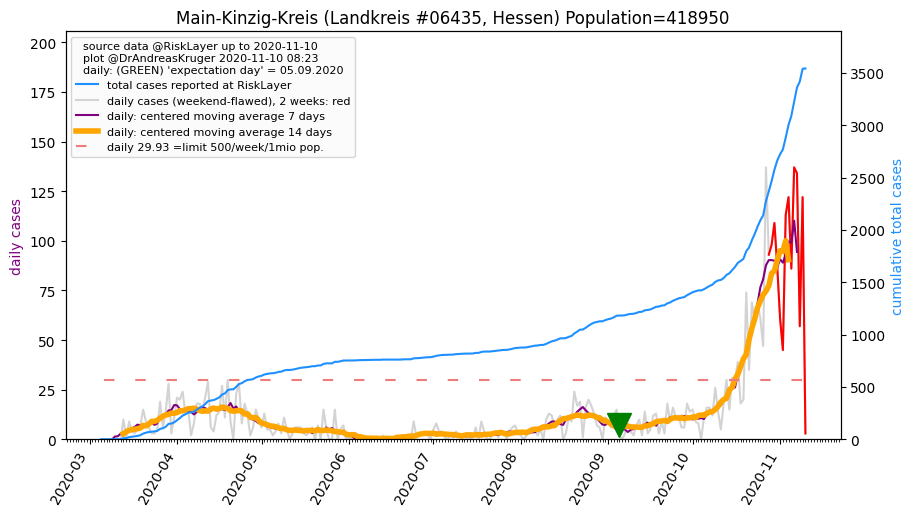 Main-Kinzig-Kreis (Landkreis #06435, Hessen) Population=418950
source data @RiskLayer up to 2020-11-10
plot @DrAndreasKruger 2020-11-10 08:23
daily: (GREEN) 'expectation day' = 05.09.2020
total cases reported at RiskLayer
daily cases (weekend-flawed), 2 weeks: red
daily: centered moving average 7 days
daily: centered moving average 14 days
daily 29.93 =limit 500/week/1mio pop.
daily cases
200
175
150
125
100
75
50
25
0
cumulative total cases
3500
3000
2500
2000
1500
1000
500
0
2020-03
2020-04
2020-05
2020-06
2020-07
2020-08
2020-09
2020-10
2020-11